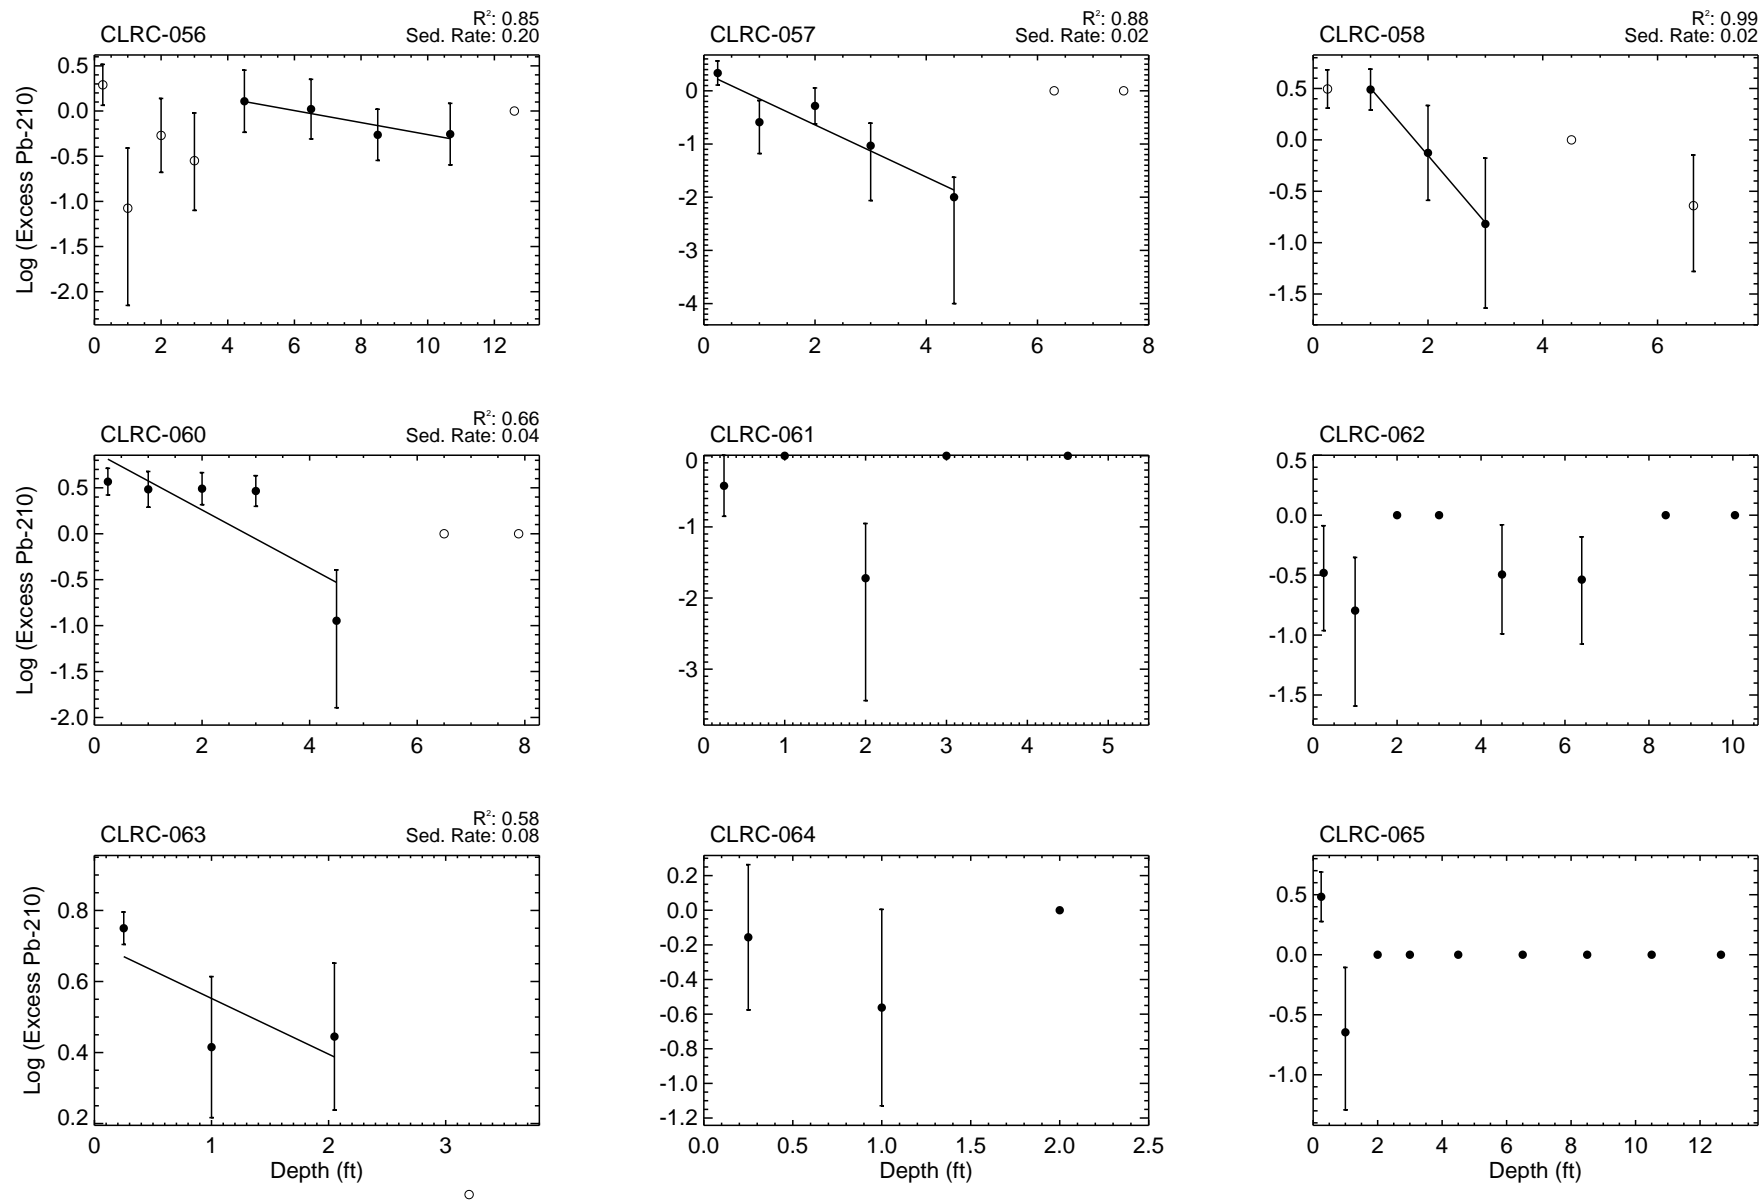 CLRC-056
R²: 0.85
Sed. Rate: 0.20
Log (Excess Pb-210)
0.5
0.0
-0.5
-1.0
-1.5
-2.0
0 2 4 6 8 10 12
CLRC-057
R²: 0.88
Sed. Rate: 0.02
0
-1
-2
-3
-4
0 2 4 6 8
CLRC-058
R²: 0.99
Sed. Rate: 0.02
0.5
0.0
-0.5
-1.0
-1.5
0 2 4 6
CLRC-060
R²: 0.66
Sed. Rate: 0.04
Log (Excess Pb-210)
0.5
0.0
-0.5
-1.0
-1.5
-2.0
0 2 4 6 8
CLRC-061
0
-1
-2
-3
0 1 2 3 4 5
CLRC-062
0.5
0.0
-0.5
-1.0
-1.5
0 2 4 6 8 10
CLRC-063
R²: 0.58
Sed. Rate: 0.08
Log (Excess Pb-210)
0.8
0.6
0.4
0.2
0 1 2 3
Depth (ft)
CLRC-064
0.2
0.0
-0.2
-0.4
-0.6
-0.8
-1.0
-1.2
0.0 0.5 1.0 1.5 2.0 2.5
Depth (ft)
CLRC-065
0.5
0.0
-0.5
-1.0
0 2 4 6 8 10 12
Depth (ft)